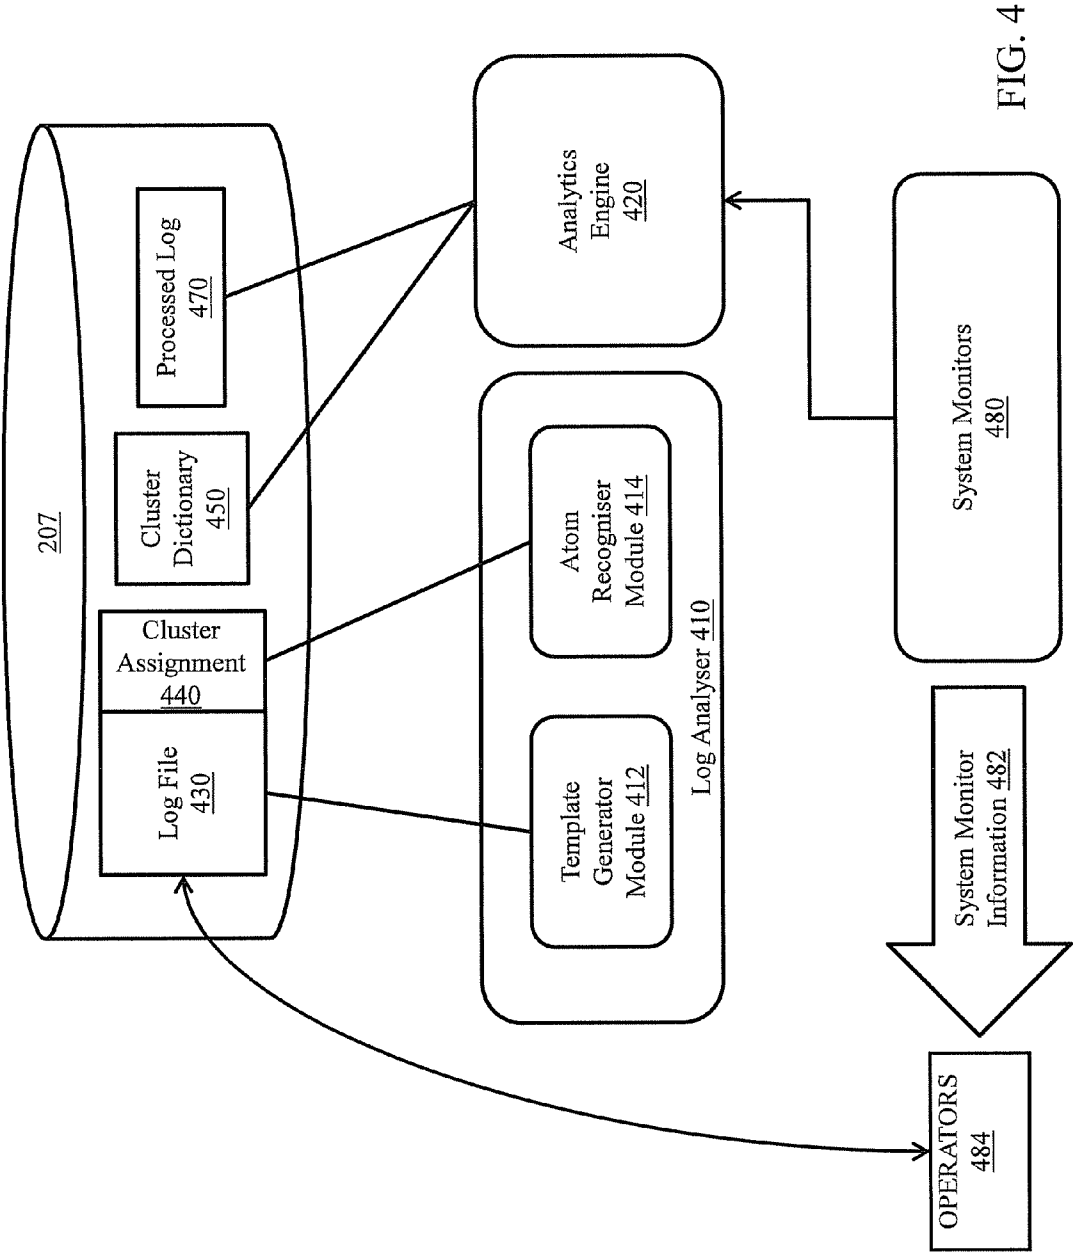 207
Log File
430
Cluster
Assignment
440
Cluster
Dictionary
450
Processed Log
470
Template
Generator
Module 412
Atom
Recogniser
Module 414
Log Analyser 410
Analytics
Engine
420
OPERATORS
484
System Monitor
Information 482
System Monitors
480
FIG. 4